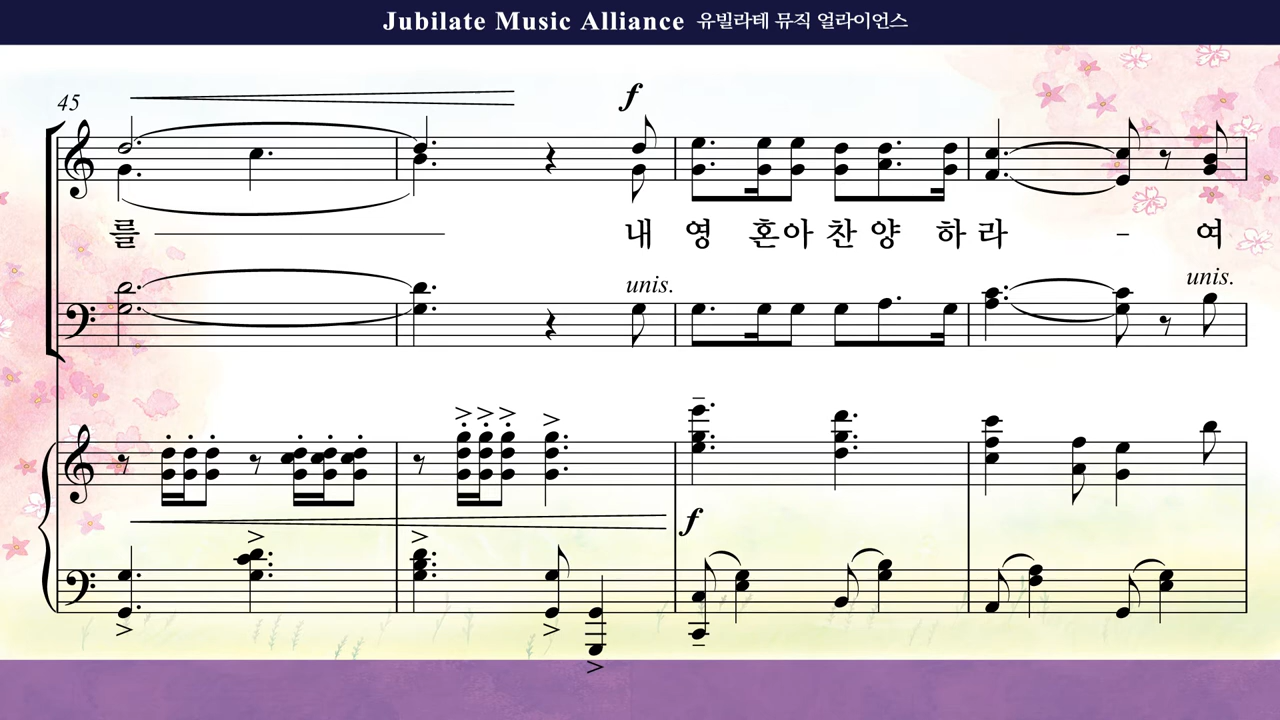 Jubilate Music Alliance 유빌라테 뮤직 얼라이언스
45
f
를 내 영 혼아 찬 양 하 라 - 여
unis. unis.
f